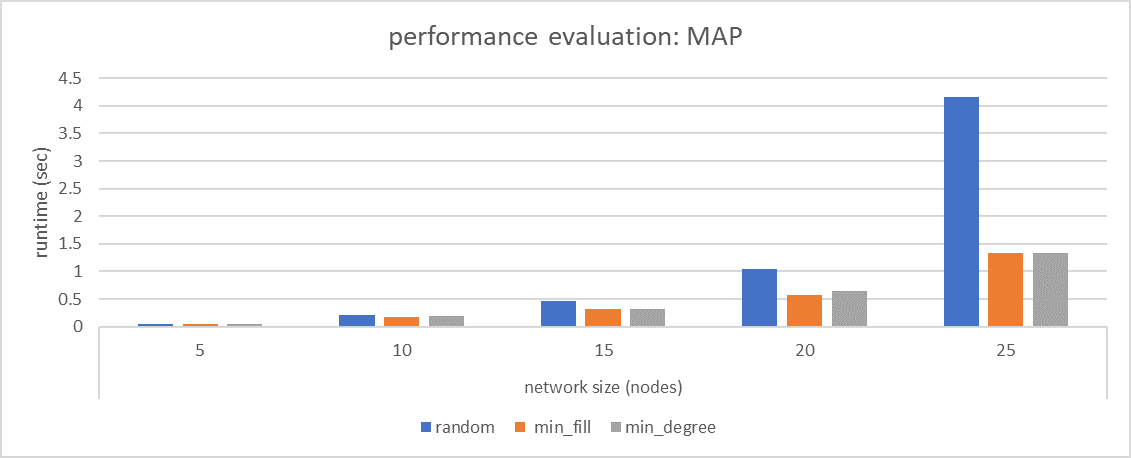 performance evaluation: MAP
runtime (sec)
4.5
4
3.5
3
2.5
2
1.5
1
0.5
0
5 10 15 20 25
network size (nodes)
random min_fill min_degree